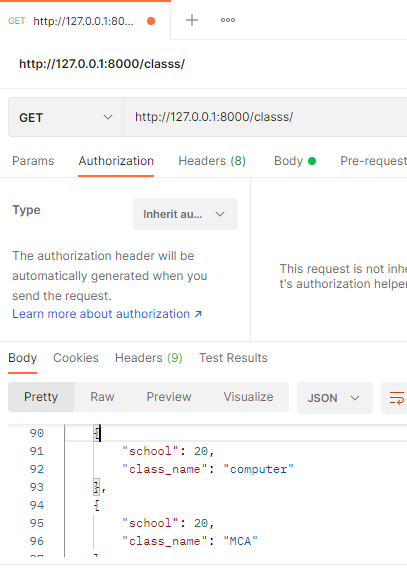 GET http://127.0.0.1:80...
http://127.0.0.1:8000/classs/
GET http://127.0.0.1:8000/classs/
Params Authorization Headers (8) Body Pre-request
Type Inherit au...
The authorization header will be
automatically generated when you
send the request.
Learn more about authorization ↗
This request is not inhe
t's authorization helper
Body Cookies Headers (9) Test Results
Pretty Raw Preview Visualize JSON
90 {
91 "school": 20,
92 "class_name": "computer"
93 },
94 {
95 "school": 20,
96 "class_name": "MCA"
97